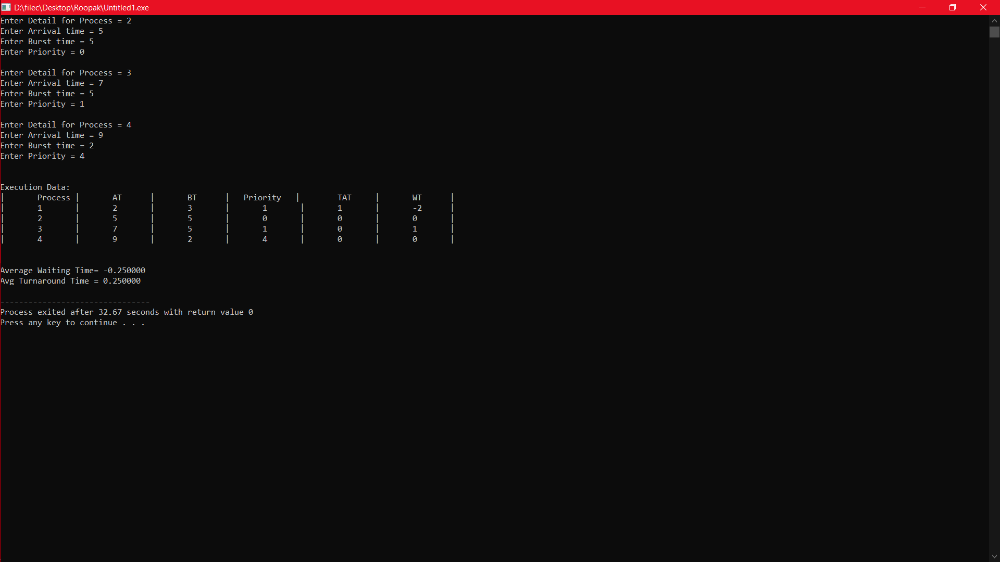 D:\filec\Desktop\Roopak\Untitled1.exe
Enter Detail for Process = 2
Enter Arrival time = 5
Enter Burst time = 5
Enter Priority = 0
Enter Detail for Process = 3
Enter Arrival time = 7
Enter Burst time = 5
Enter Priority = 1
Enter Detail for Process = 4
Enter Arrival time = 9
Enter Burst time = 2
Enter Priority = 4
Execution Data:
| Process | AT | BT | Priority | TAT | WT |
| 1 | 2 | 3 | 1 | 1 | -2 |
| 2 | 5 | 5 | 0 | 0 | 0 |
| 3 | 7 | 5 | 1 | 0 | 1 |
| 4 | 9 | 2 | 4 | 0 | 0 |
Average Waiting Time= -0.250000
Avg Turnaround Time = 0.250000
--------------------------------
Process exited after 32.67 seconds with return value 0
Press any key to continue . . .